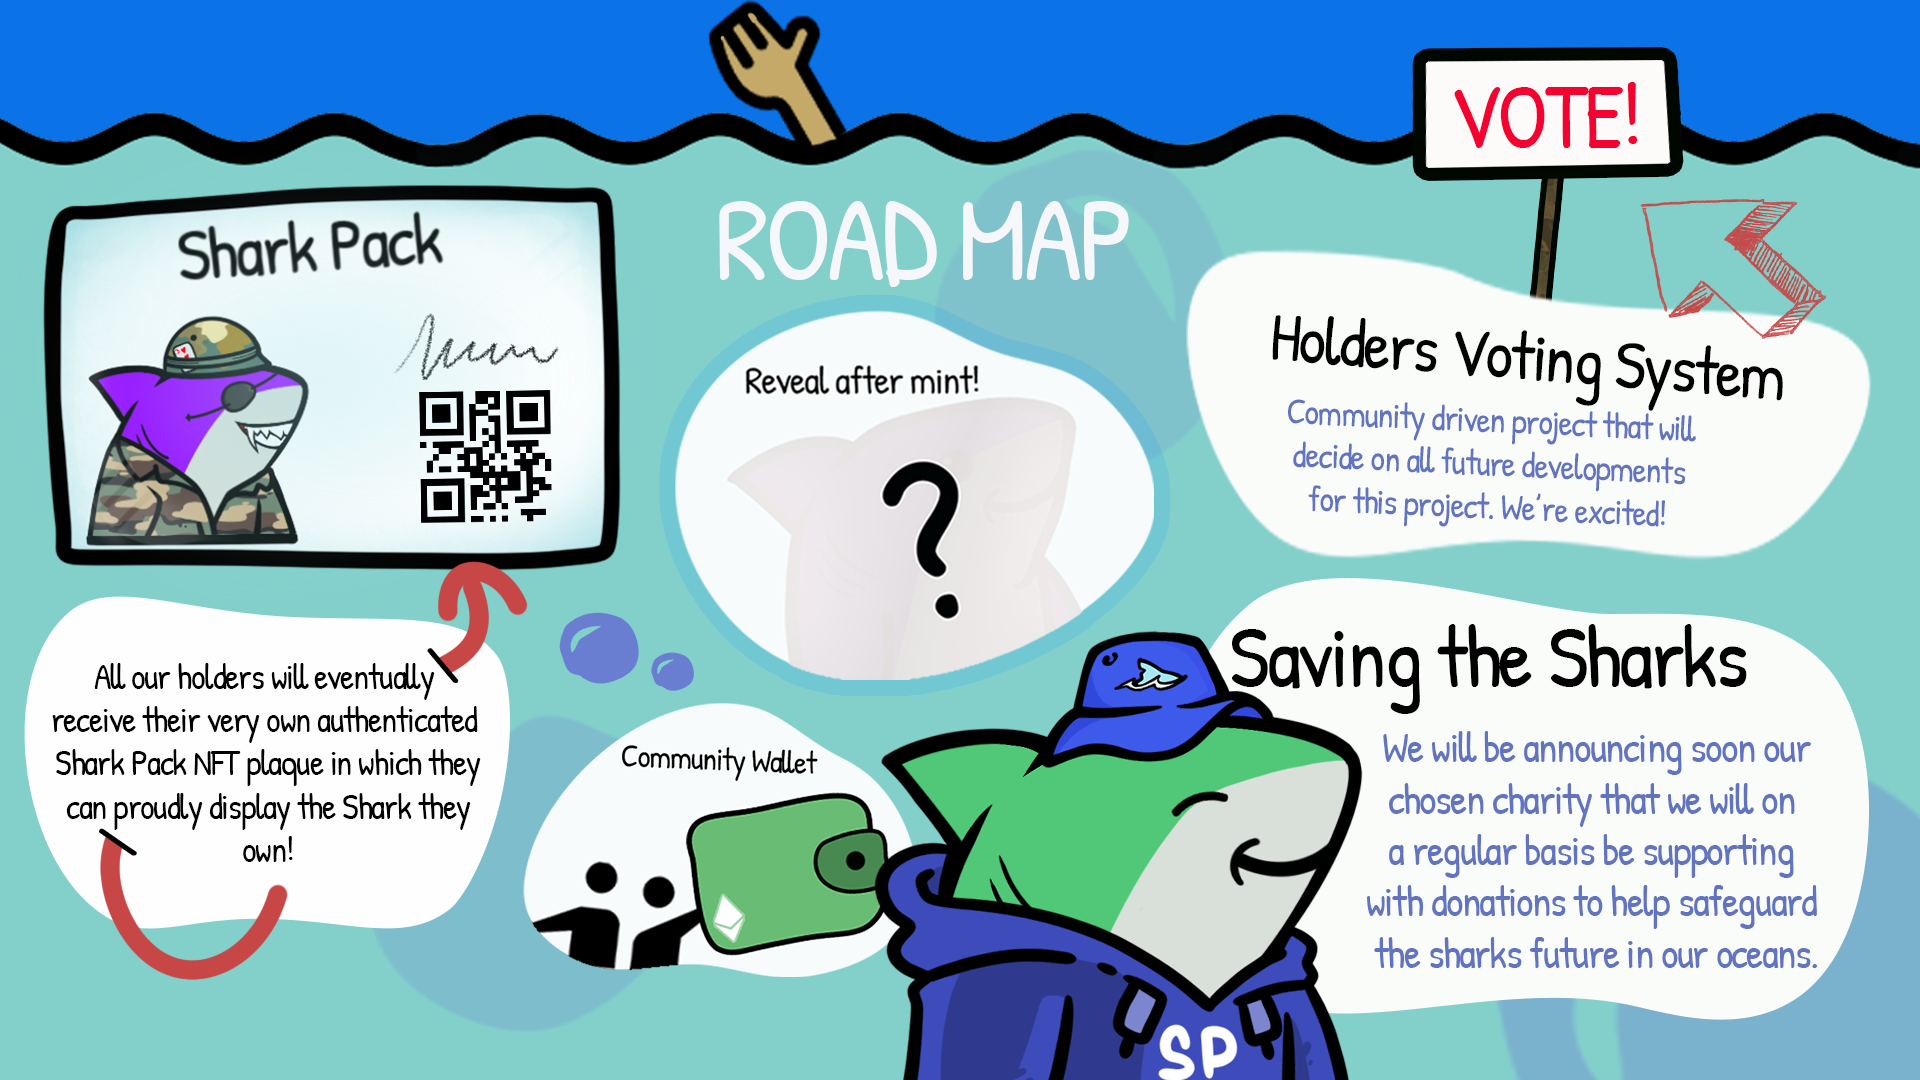 VOTE!
Shark Pack
ROAD MAP
Reveal after mint!
Holders Voting System
Community driven project that will
decide on all future developments
for this project. We're excited!
All our holders will eventually
receive their very own authenticated
Shark Pack NFT plaque in which they
can proudly display the Shark they
own!
?
Community Wallet
Saving the Sharks
We will be announcing soon our
chosen charity that we will on
a regular basis be supporting
with donations to help safeguard
the sharks future in our oceans.
SP